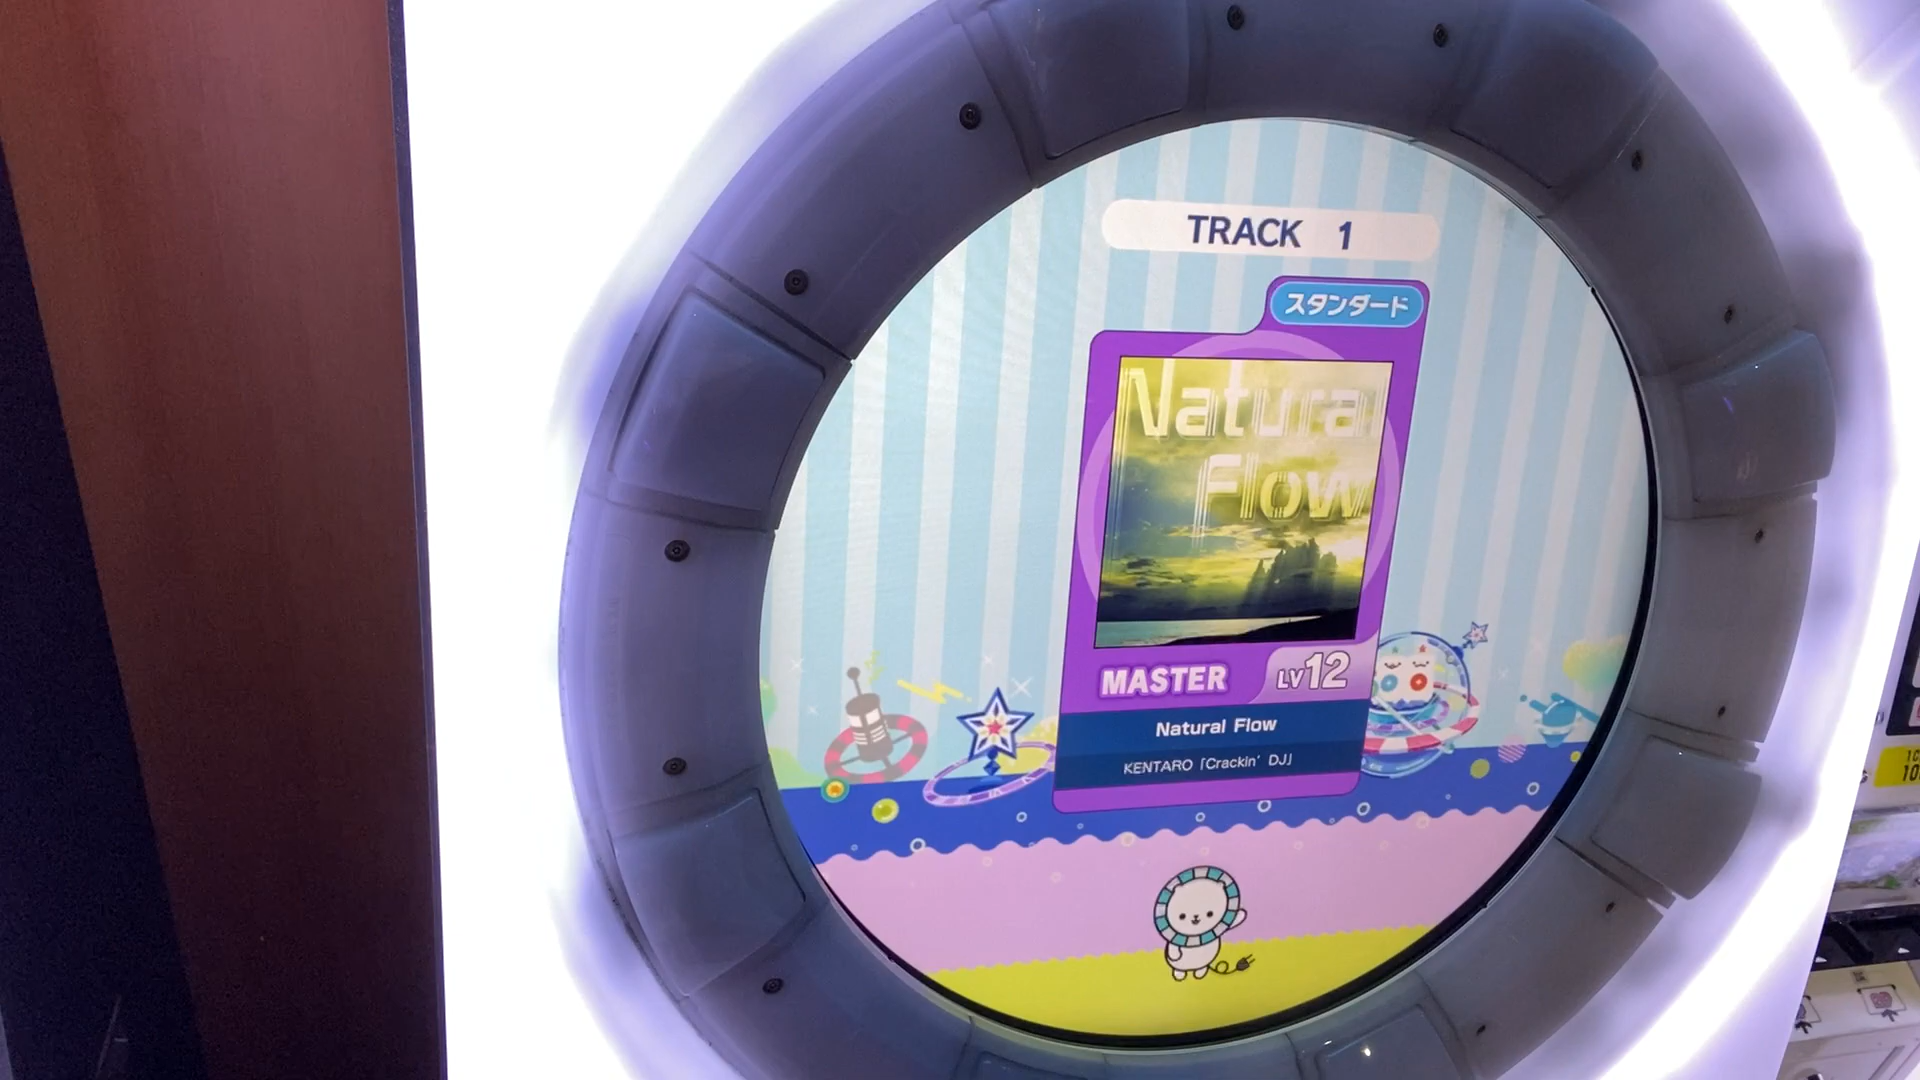 TRACK 1
スタンダード
Natural
Flow
MASTER LV12
Natural Flow
KENTARO「Crackin' DJ」